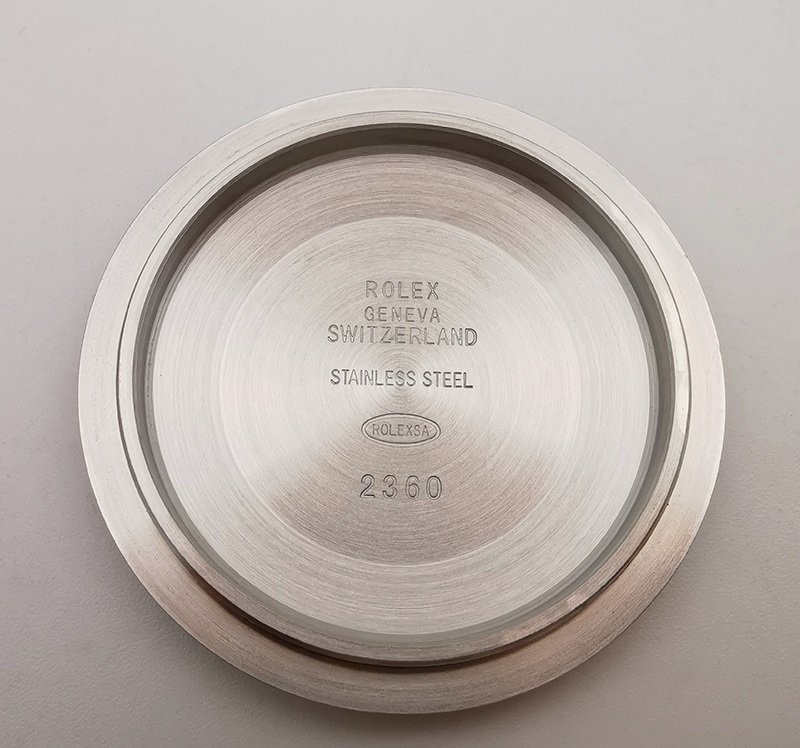 ROLEX
GENEVA
SWITZERLAND
STAINLESS STEEL
ROLEXSA
2360